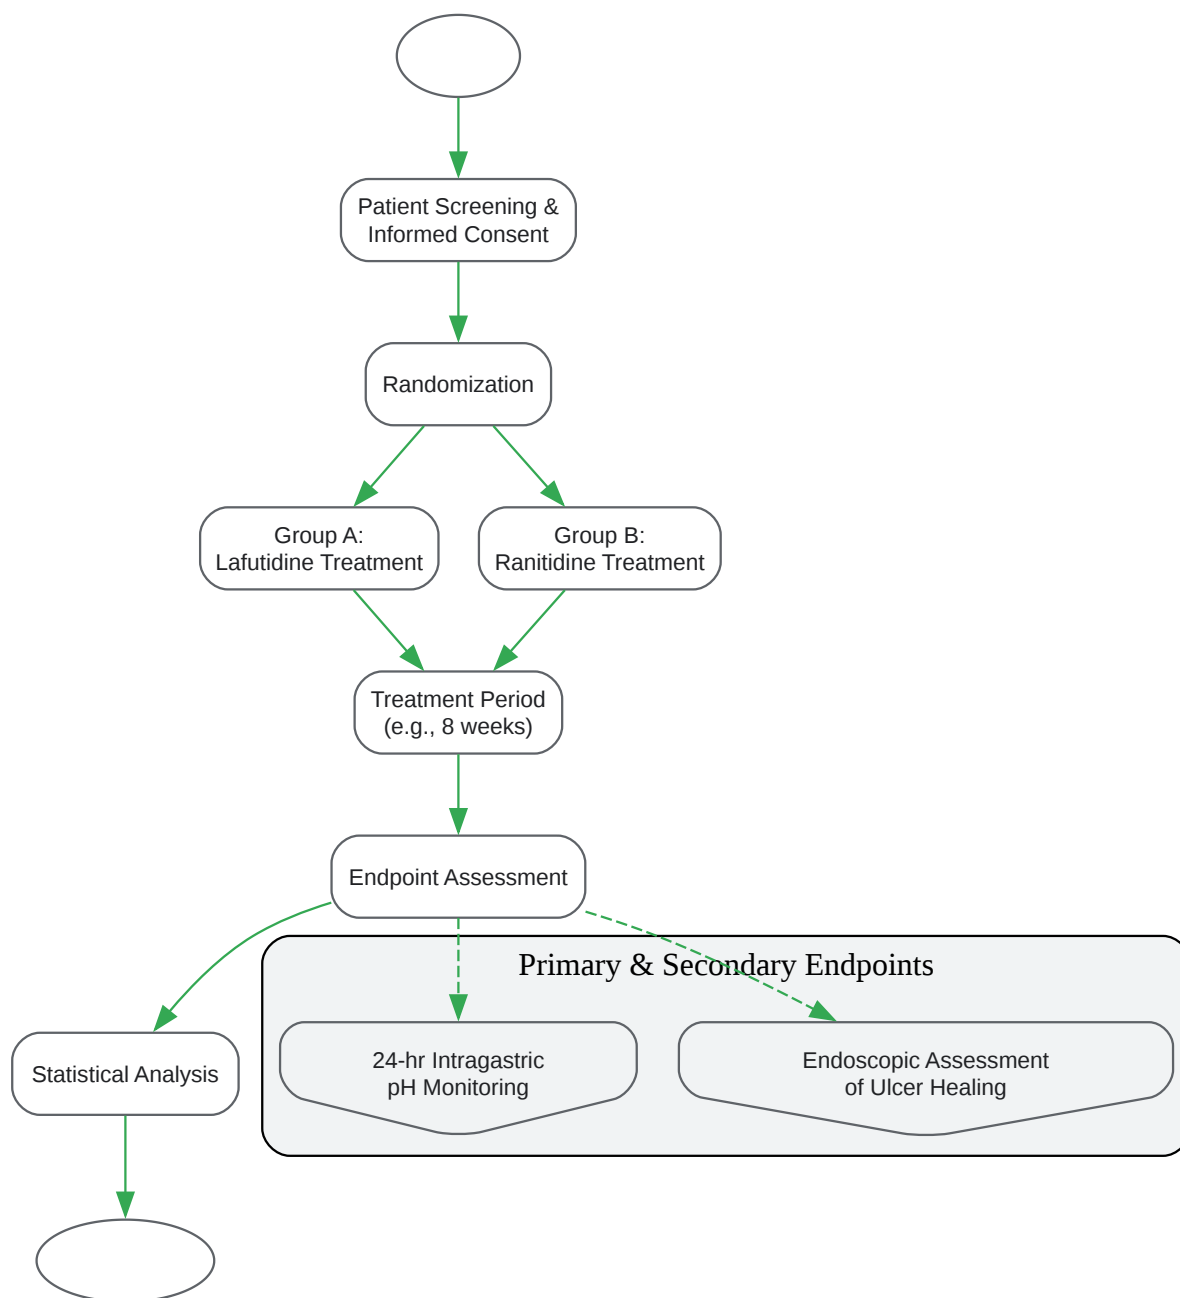 Patient Screening &
Informed Consent
Randomization
Group A:
Lafutidine Treatment
Group B:
Ranitidine Treatment
Treatment Period
(e.g., 8 weeks)
Endpoint Assessment
Primary & Secondary Endpoints
24-hr Intragastric
pH Monitoring
Endoscopic Assessment
of Ulcer Healing
Statistical Analysis